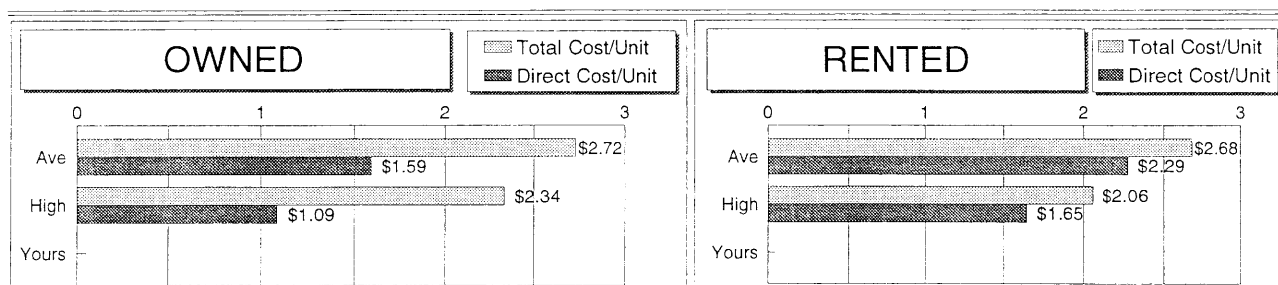 OWNED
Total Cost/Unit
Direct Cost/Unit
0 1 2 3
Ave
$2.72
$1.59
High
$2.34
$1.09
Yours
RENTED
Total Cost/Unit
Direct Cost/Unit
0 1 2 3
Ave
$2.68
$2.29
High
$2.06
$1.65
Yours